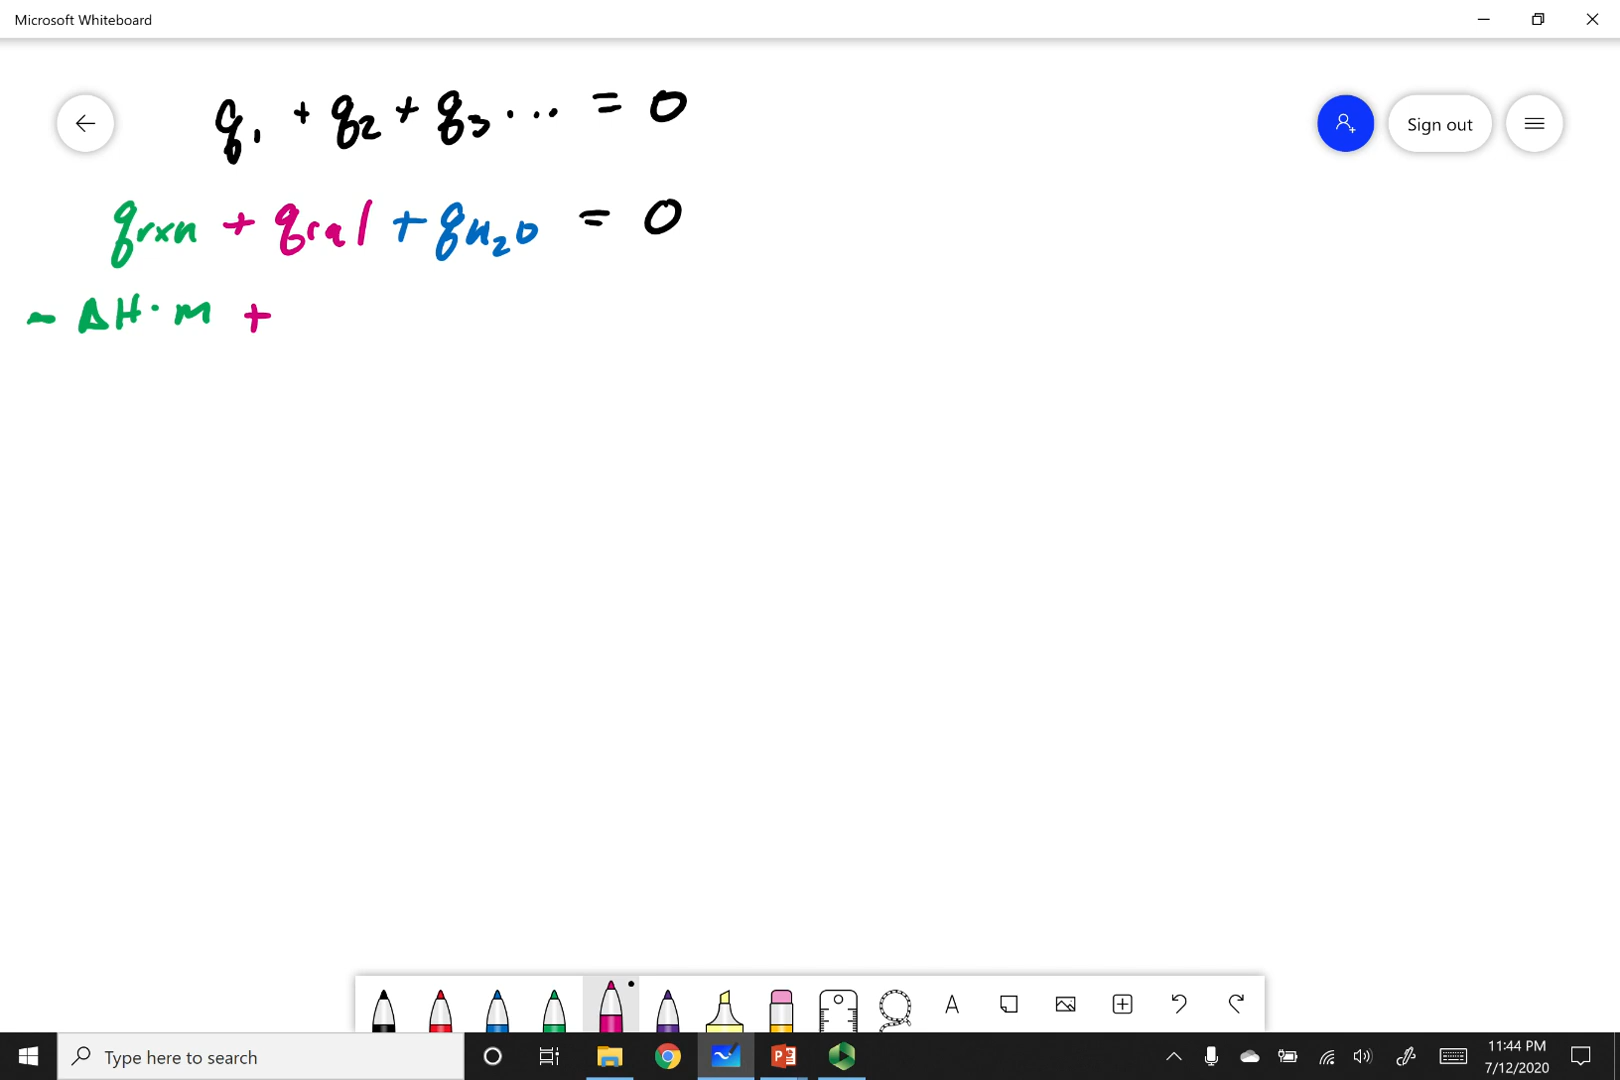 Microsoft Whiteboard
q₁ + q₂ + q₃ ... = 0
Sign out
qrxn + qcal + qH₂O = 0
- ΔH · m +
A
Type here to search
11:44 PM
7/12/2020